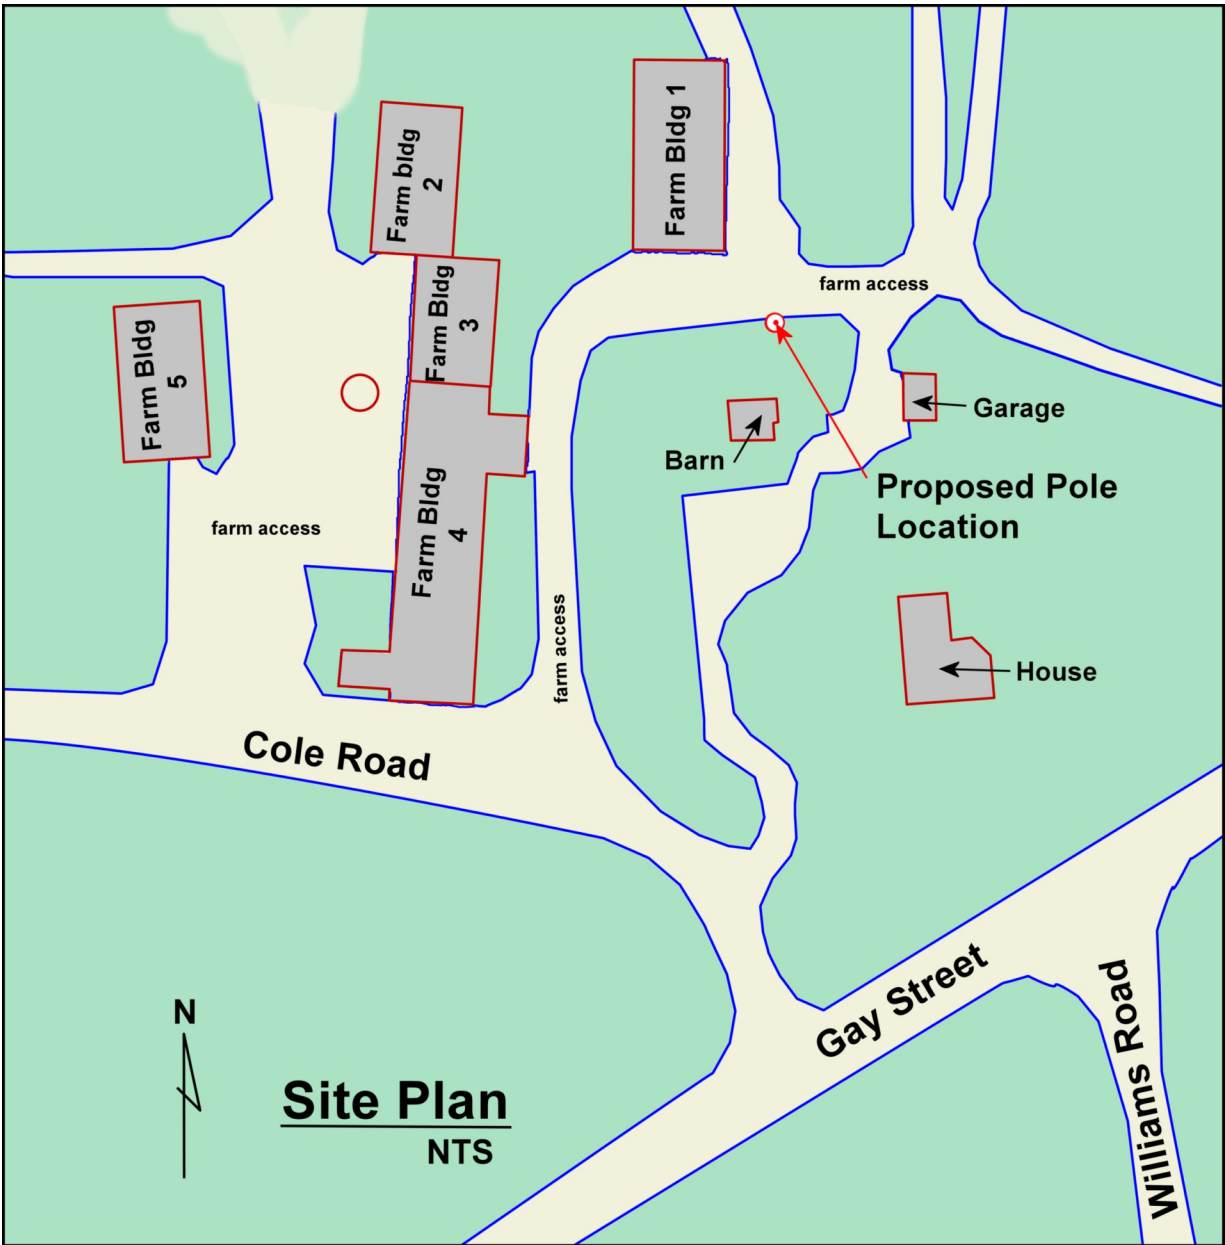 Farm Bldg 1
Farm bldg
2
Farm Bldg
3
farm access
Farm Bldg
5
Garage
Barn
Proposed Pole
Location
farm access
Farm Bldg
4
farm access
House
Cole Road
Gay Street
Williams Road
N
Site Plan
NTS